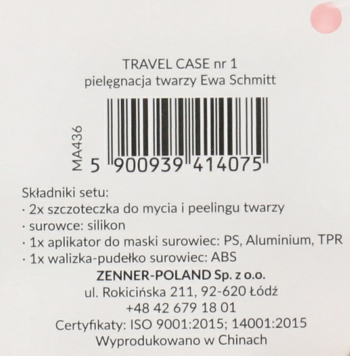 TRAVEL CASE nr 1
pielęgnacja twarzy Ewa Schmitt
MA436
5 900939 414075
Składniki setu:
· 2x szczoteczka do mycia i peelingu twarzy
· surowce: silikon
· 1x aplikator do maski surowiec: PS, Aluminium, TPR
· 1x walizka-pudełko surowiec: ABS
ZENNER-POLAND Sp. z o.o.
ul. Rokicińska 211, 92-620 Łódź
+48 42 679 18 01
Certyfikaty: ISO 9001:2015; 14001:2015
Wyprodukowano w Chinach